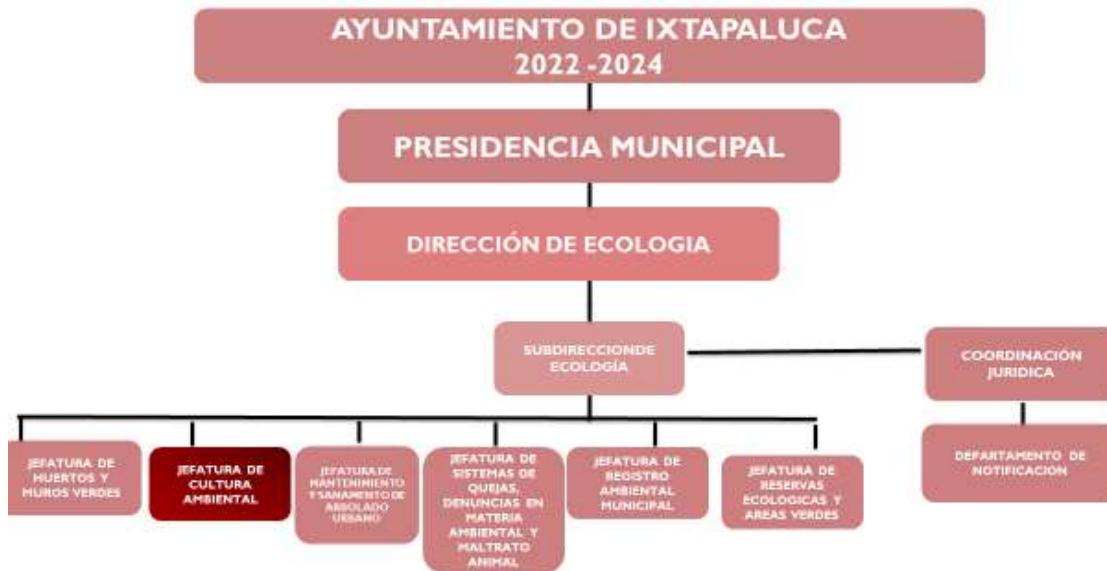 AYUNTAMIENTO DE IXTAPALUCA
2022 -2024
PRESIDENCIA MUNICIPAL
DIRECCIÓN DE ECOLOGIA
SUBDIRECCIONDE
ECOLOGÍA
COORDINACIÓN
JURIDICA
JEFATURA DE
HUERTOS Y
MUROS VERDES
JEFATURA DE
CULTURA
AMBIENTAL
JEFATURA DE
MANTENIMIENTO
Y SANAMENTO DE
ARBOLADO
URBANO
JEFATURA DE
SISTEMAS DE
QUEJAS,
DENUNCIAS EN
MATERIA
AMBIENTAL Y
MALTRATO
ANIMAL
JEFATURA DE
REGISTRO
AMBIENTAL
MUNICIPAL
JEFATURA DE
RESERVAS
ECOLOGICAS Y
AREAS VERDES
DEPARTAMENTO DE
NOTIFICACION